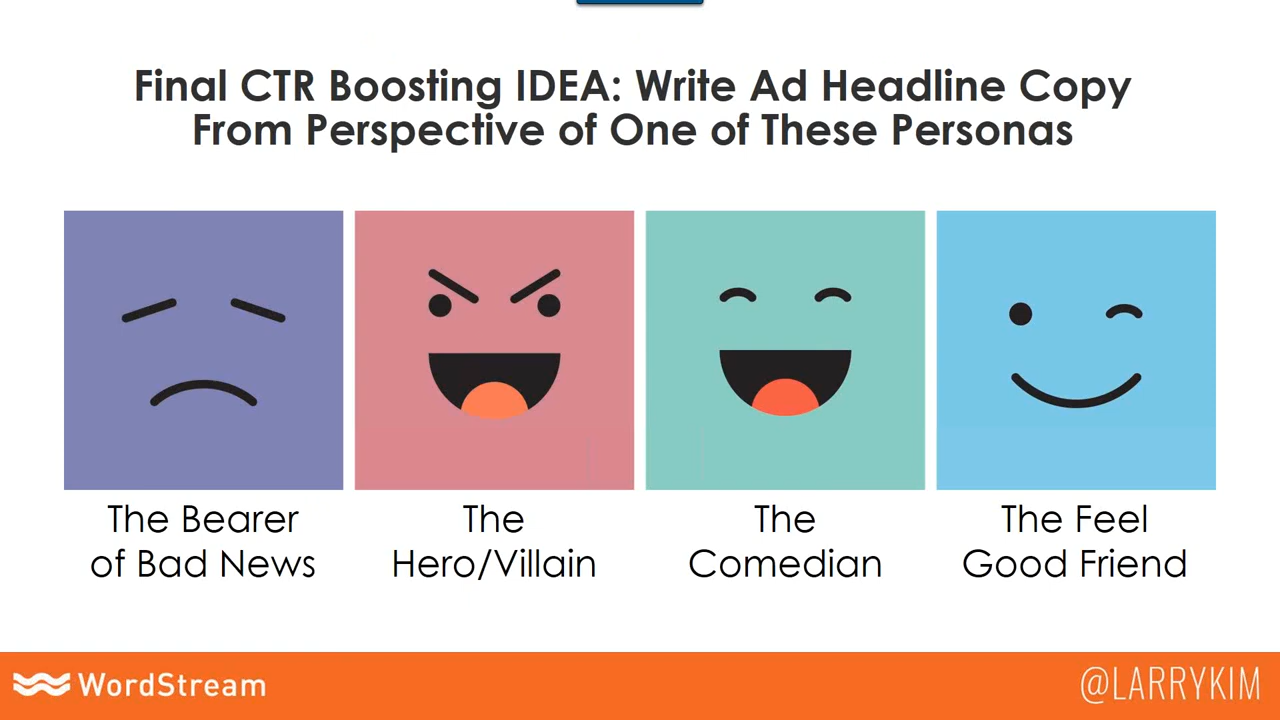 Final CTR Boosting IDEA: Write Ad Headline Copy
From Perspective of One of These Personas
The Bearer
of Bad News
The
Hero/Villain
The
Comedian
The Feel
Good Friend
WordStream
@LARRYKIM